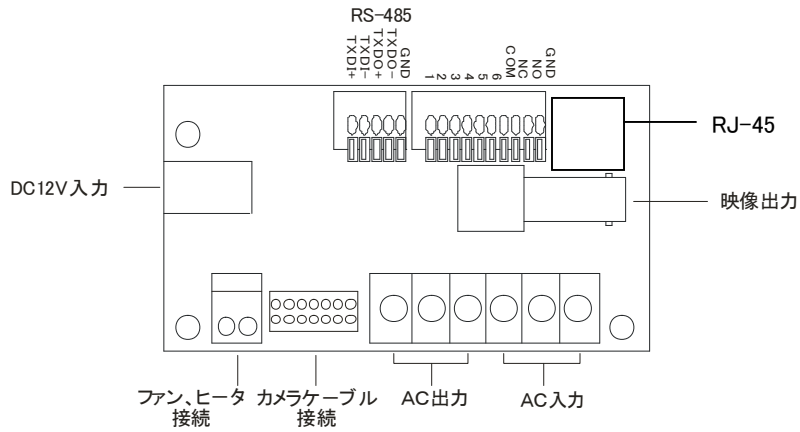 RS-485
TXDI+
TXDI-
TXDO+
TXDO-
GND
1
2
3
4
5
6
COM
NC
NO
GND
RJ-45
DC12V入力
映像出力
ファン、ヒータ
接続
カメラケーブル
接続
AC出力
AC入力